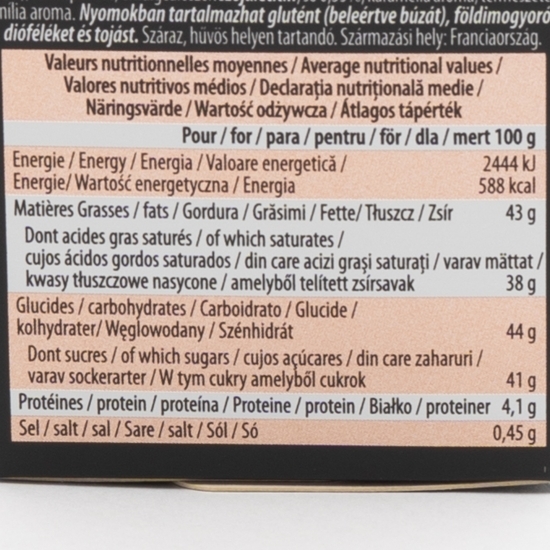 nília aroma. Nyomokban tartalmazhat glutént (beleértve búzát), földimogyoró
dióféléket és tojást. Száraz, hűvös helyen tartandó. Származási hely: Franciaország.
Valeurs nutritionnelles moyennes / Average nutritional values /
Valores nutritivos médios / Declarația nutrițională medie /
Näringsvärde / Wartość odżywcza / Átlagos tápérték
Pour / for / para / pentru / för / dla / mert 100 g
Energie / Energy / Energia / Valoare energetică / 2444 kJ
Energie/ Wartość energetyczna / Energia 588 kcal
Matières Grasses / fats / Gordura / Grăsimi / Fette/ Tłuszcz / Zsír 43 g
Dont acides gras saturés / of which saturates /
cujos ácidos gordos saturados / din care acizi grași saturați / varav mättat /
kwasy tłuszczowe nasycone / amelyből telített zsírsavak 38 g
Glucides / carbohydrates / Carboidrato / Glucide /
kolhydrater/ Węglowodany / Szénhidrát 44 g
Dont sucres / of which sugars / cujos açúcares / din care zaharuri /
varav sockerarter / W tym cukry amelyből cukrok 41 g
Protéines / protein / proteína / Proteine / protein / Białko / proteiner 4,1 g
Sel / salt / sal / Sare / salt / Sól / Só 0,45 g